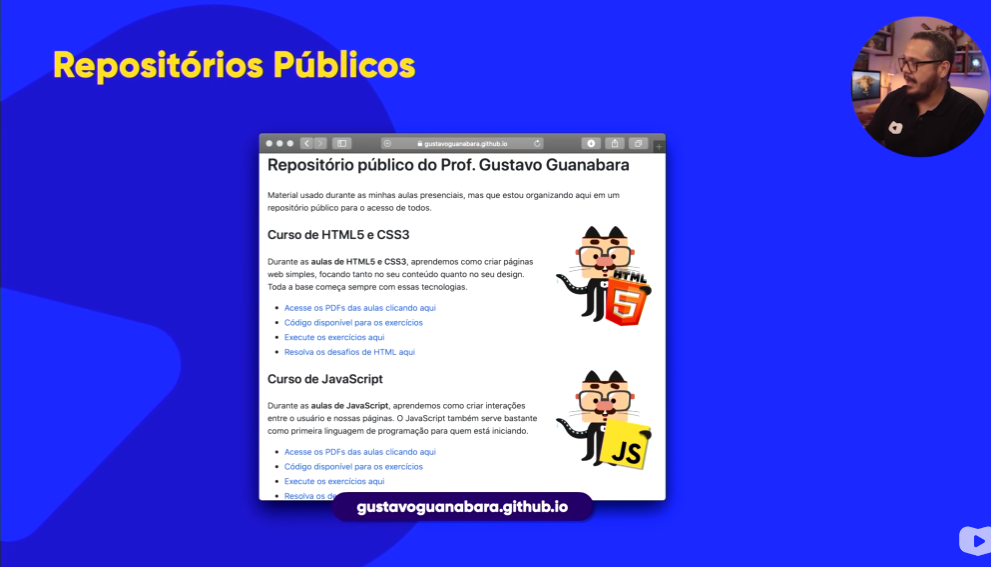 Repositórios Públicos
gustavoguanabara.github.io
Repositório público do Prof. Gustavo Guanabara
Material usado durante as minhas aulas presenciais, mas que estou organizando aqui em um
repositório público para o acesso de todos.
Curso de HTML5 e CSS3
Durante as aulas de HTML5 e CSS3, aprendemos como criar páginas
web simples, focando tanto no seu conteúdo quanto no seu design.
Toda a base começa sempre com essas tecnologias.
HTML
5
Acesse os PDFs das aulas clicando aqui
Código disponível para os exercícios
Execute os exercícios aqui
Resolva os desafios de HTML aqui
Curso de JavaScript
Durante as aulas de JavaScript, aprendemos como criar interações
entre o usuário e nossas páginas. O JavaScript também serve bastante
como primeira linguagem de programação para quem está iniciando.
JS
Acesse os PDFs das aulas clicando aqui
Código disponível para os exercícios
Execute os exercícios aqui
Resolva os de
gustavoguanabara.github.io